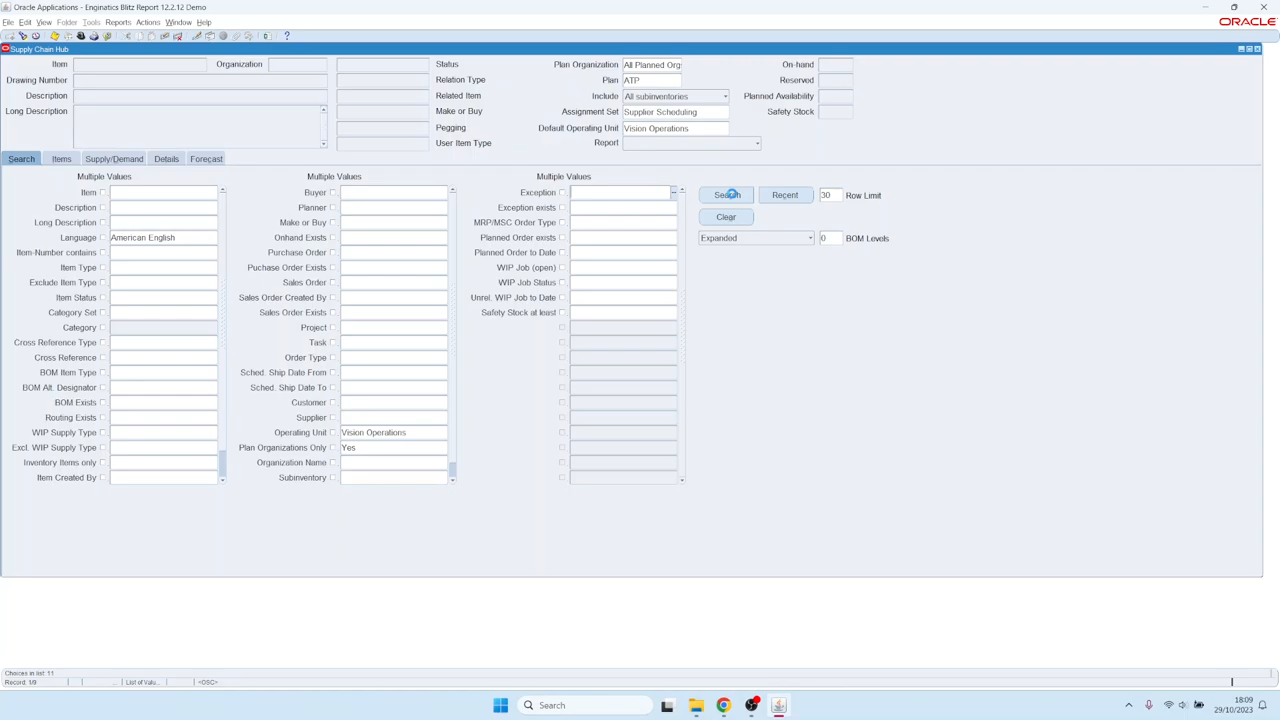 Oracle Applications - Enginatics Blitz Report 12.2.12 Demo
File Edit View Folder Tools Reports Actions Window Help
ORACLE
Supply Chain Hub
Item Organization Status Plan Organization All Planned Orgs On-hand
Drawing Number Relation Type Plan ATP Reserved
Description Related Item Include All subinventories Planned Availability
Long Description Make or Buy Assignment Set Supplier Scheduling Safety Stock
Pegging Default Operating Unit Vision Operations
User Item Type Report
Search Items Supply/Demand Details Forecast
Multiple Values Multiple Values Multiple Values
Item Buyer Exception Search Recent 30 Row Limit
Description Planner Exception exists
Long Description Make or Buy MRP/MSC Order Type Clear
Language American English Onhand Exists Planned Order exists Expanded 0 BOM Levels
Item-Number contains Purchase Order Planned Order to Date
Item Type Puchase Order Exists WIP Job (open)
Exclude Item Type Sales Order WIP Job Status
Item Status Sales Order Created By Unrel. WIP Job to Date
Category Set Sales Order Exists Safety Stock at least
Category Project
Cross Reference Type Task
Cross Reference Order Type
BOM Item Type Sched. Ship Date From
BOM Alt. Designator Sched. Ship Date To
BOM Exists Customer
Routing Exists Supplier
WIP Supply Type Operating Unit Vision Operations
Excl. WIP Supply Type Plan Organizations Only Yes
Inventory Items only Organization Name
Item Created By Subinventory
Choices in list: 11
Record: 1/9 ... List of Valu... <OSC>
Search
18:09
29/10/2023